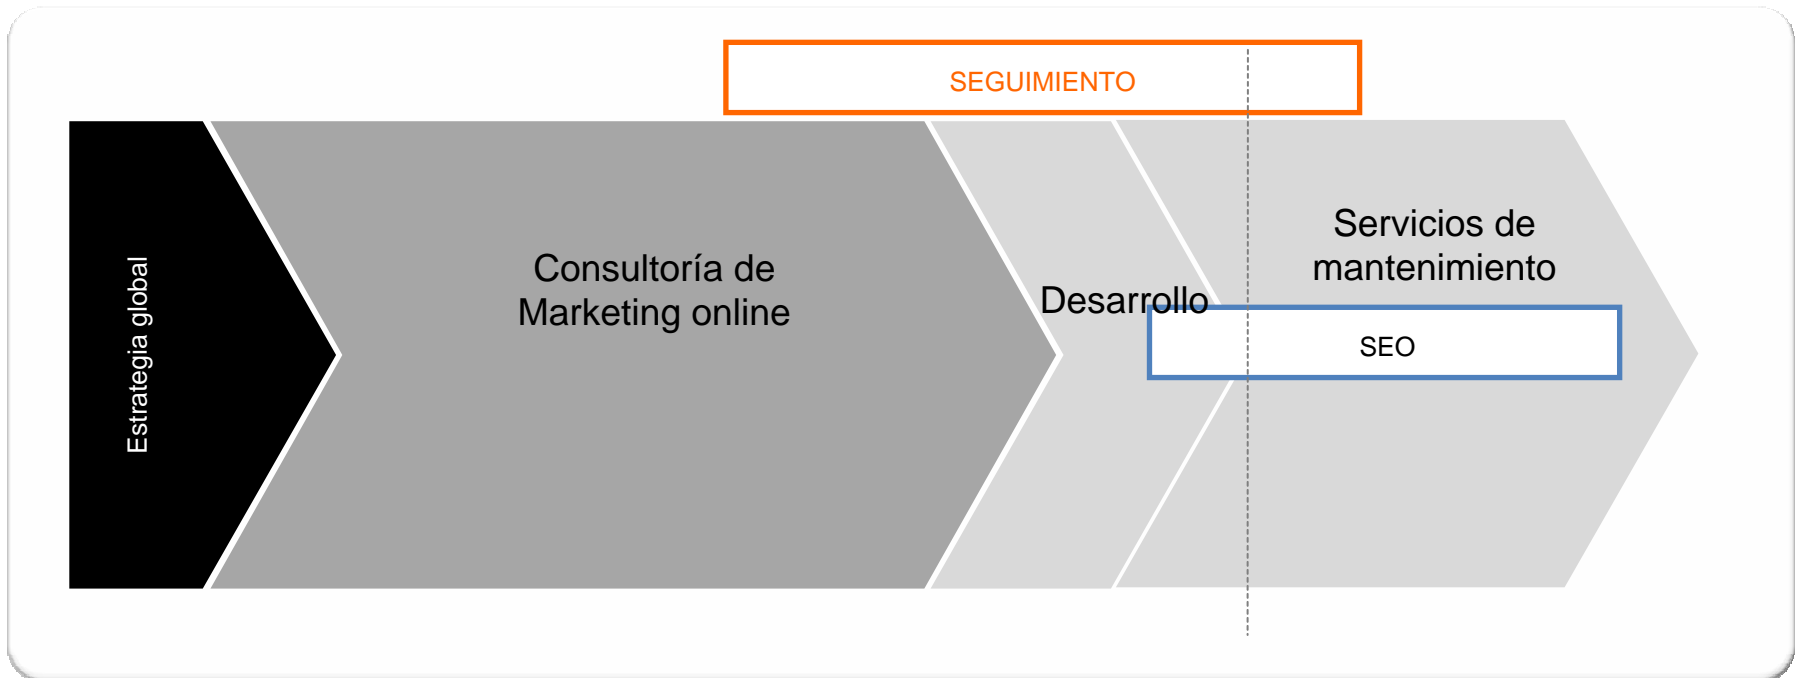 SEGUIMIENTO
Estrategia global
Consultoría de
Marketing online
Desarrollo
Servicios de
mantenimiento
SEO